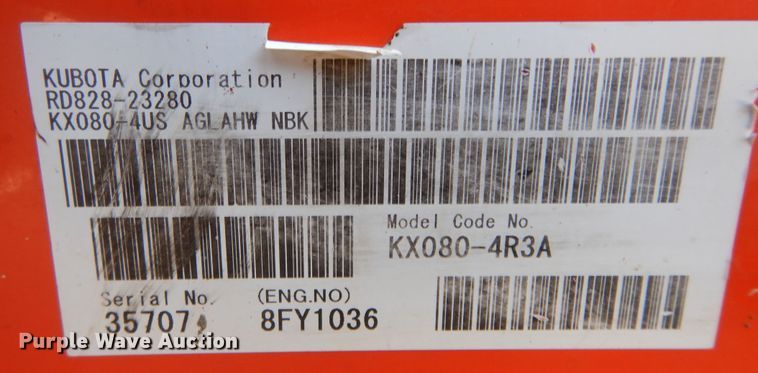 KUBOTA Corporation
RD828-23280
KX080-4US AGLAHW NBK
Model Code No.
KX080-4R3A
Serial No. (ENG.NO)
35707 8FY1036
Purple Wave Auction